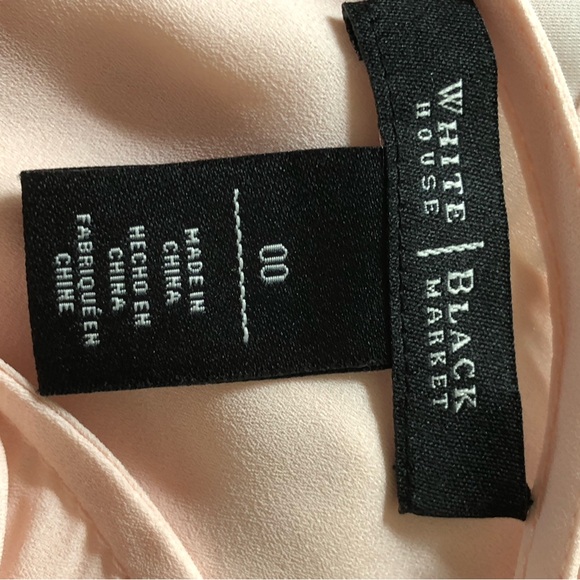 WHITE | BLACK
HOUSE MARKET
00
MADE IN
CHINA
HECHO EN
CHINA
FABRIQUÉ EN
CHINE